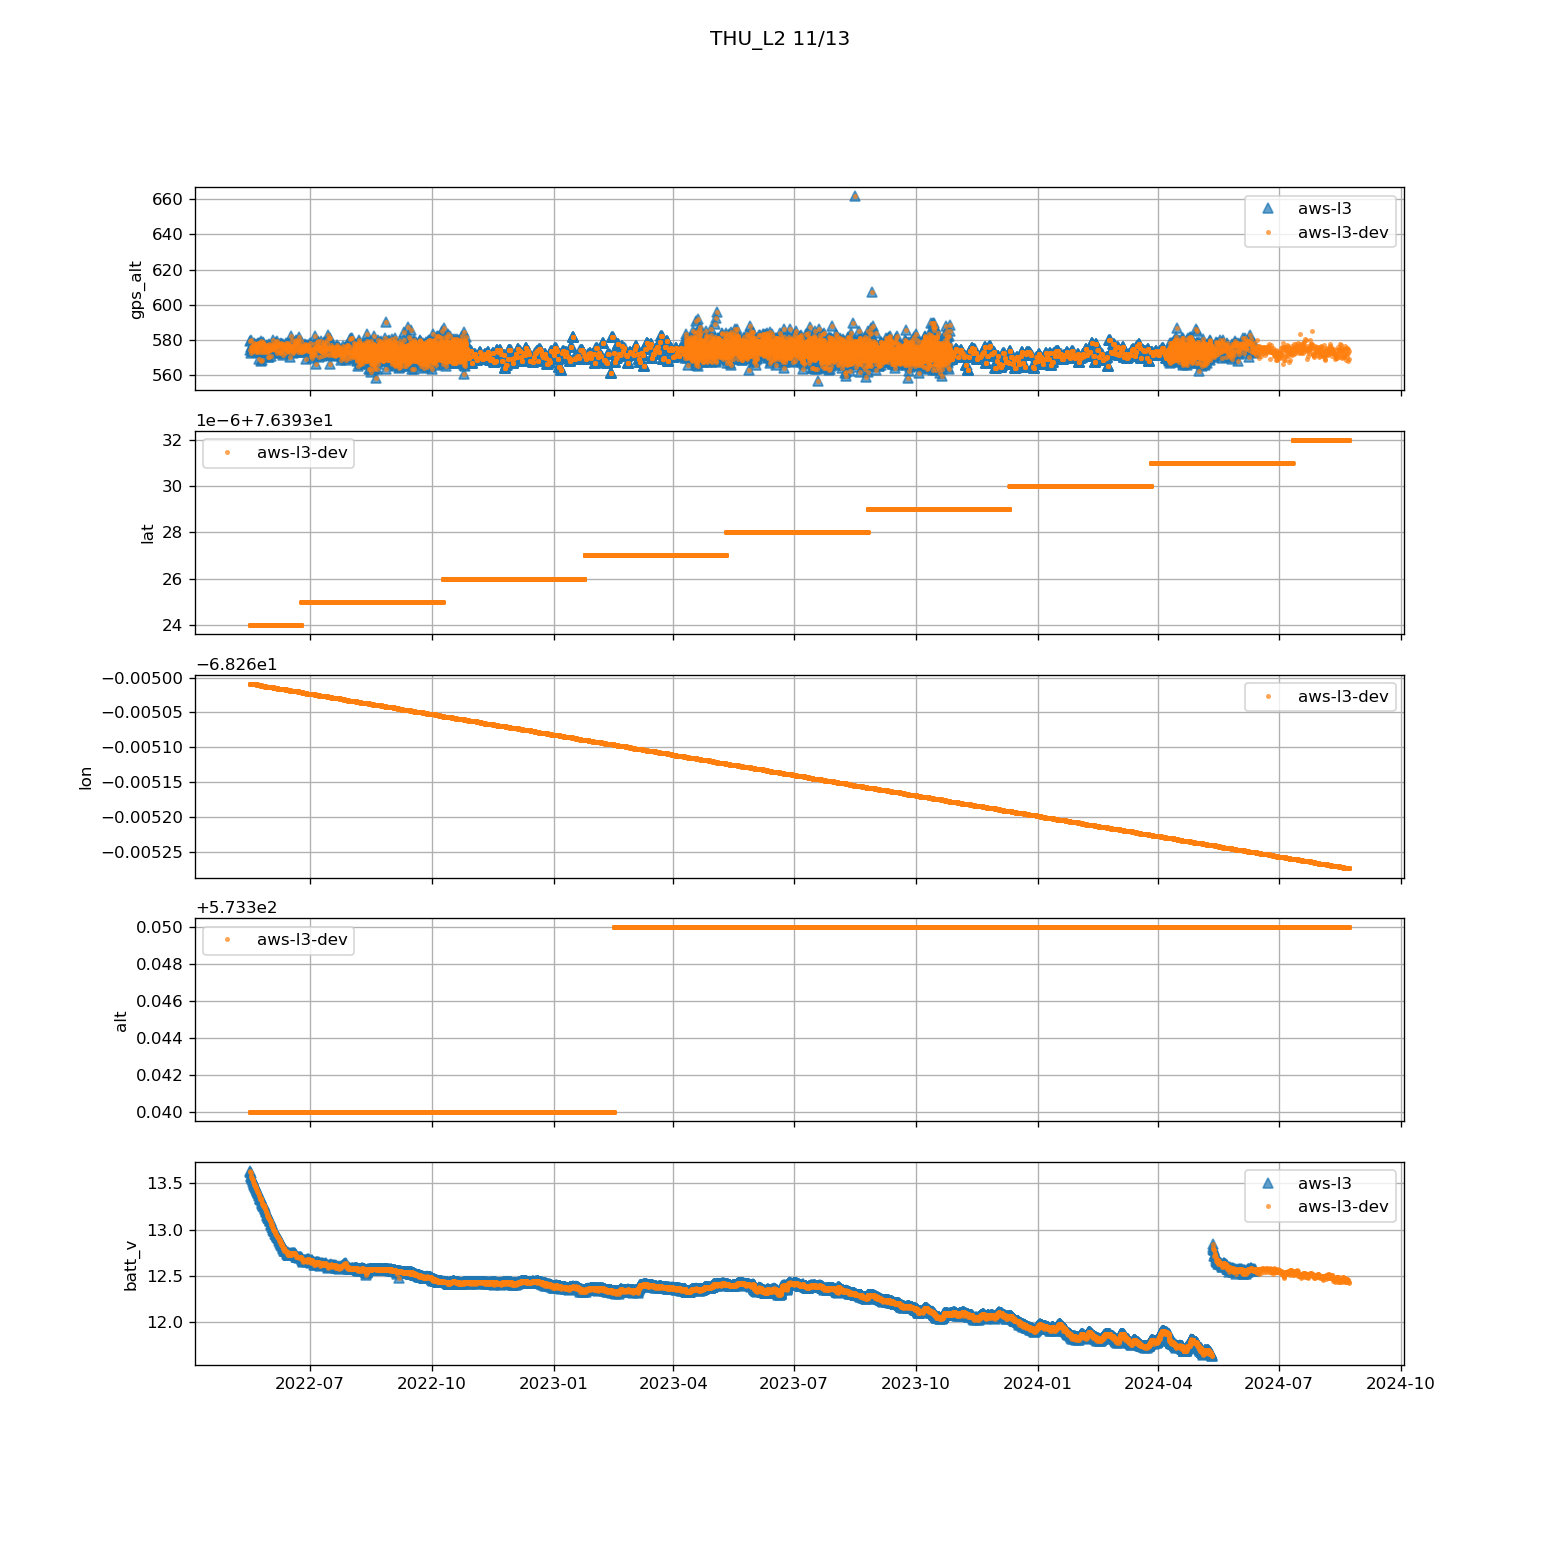 THU_L2 11/13
660
640
620
600
580
560
gps_alt
aws-l3
aws-l3-dev
1e−6+7.6393e1
32
30
28
26
24
lat
aws-l3-dev
−6.826e1
−0.00500
−0.00505
−0.00510
−0.00515
−0.00520
−0.00525
lon
aws-l3-dev
+5.733e2
0.050
0.048
0.046
0.044
0.042
0.040
alt
aws-l3-dev
13.5
13.0
12.5
12.0
batt_v
aws-l3
aws-l3-dev
2022-07 2022-10 2023-01 2023-04 2023-07 2023-10 2024-01 2024-04 2024-07 2024-10